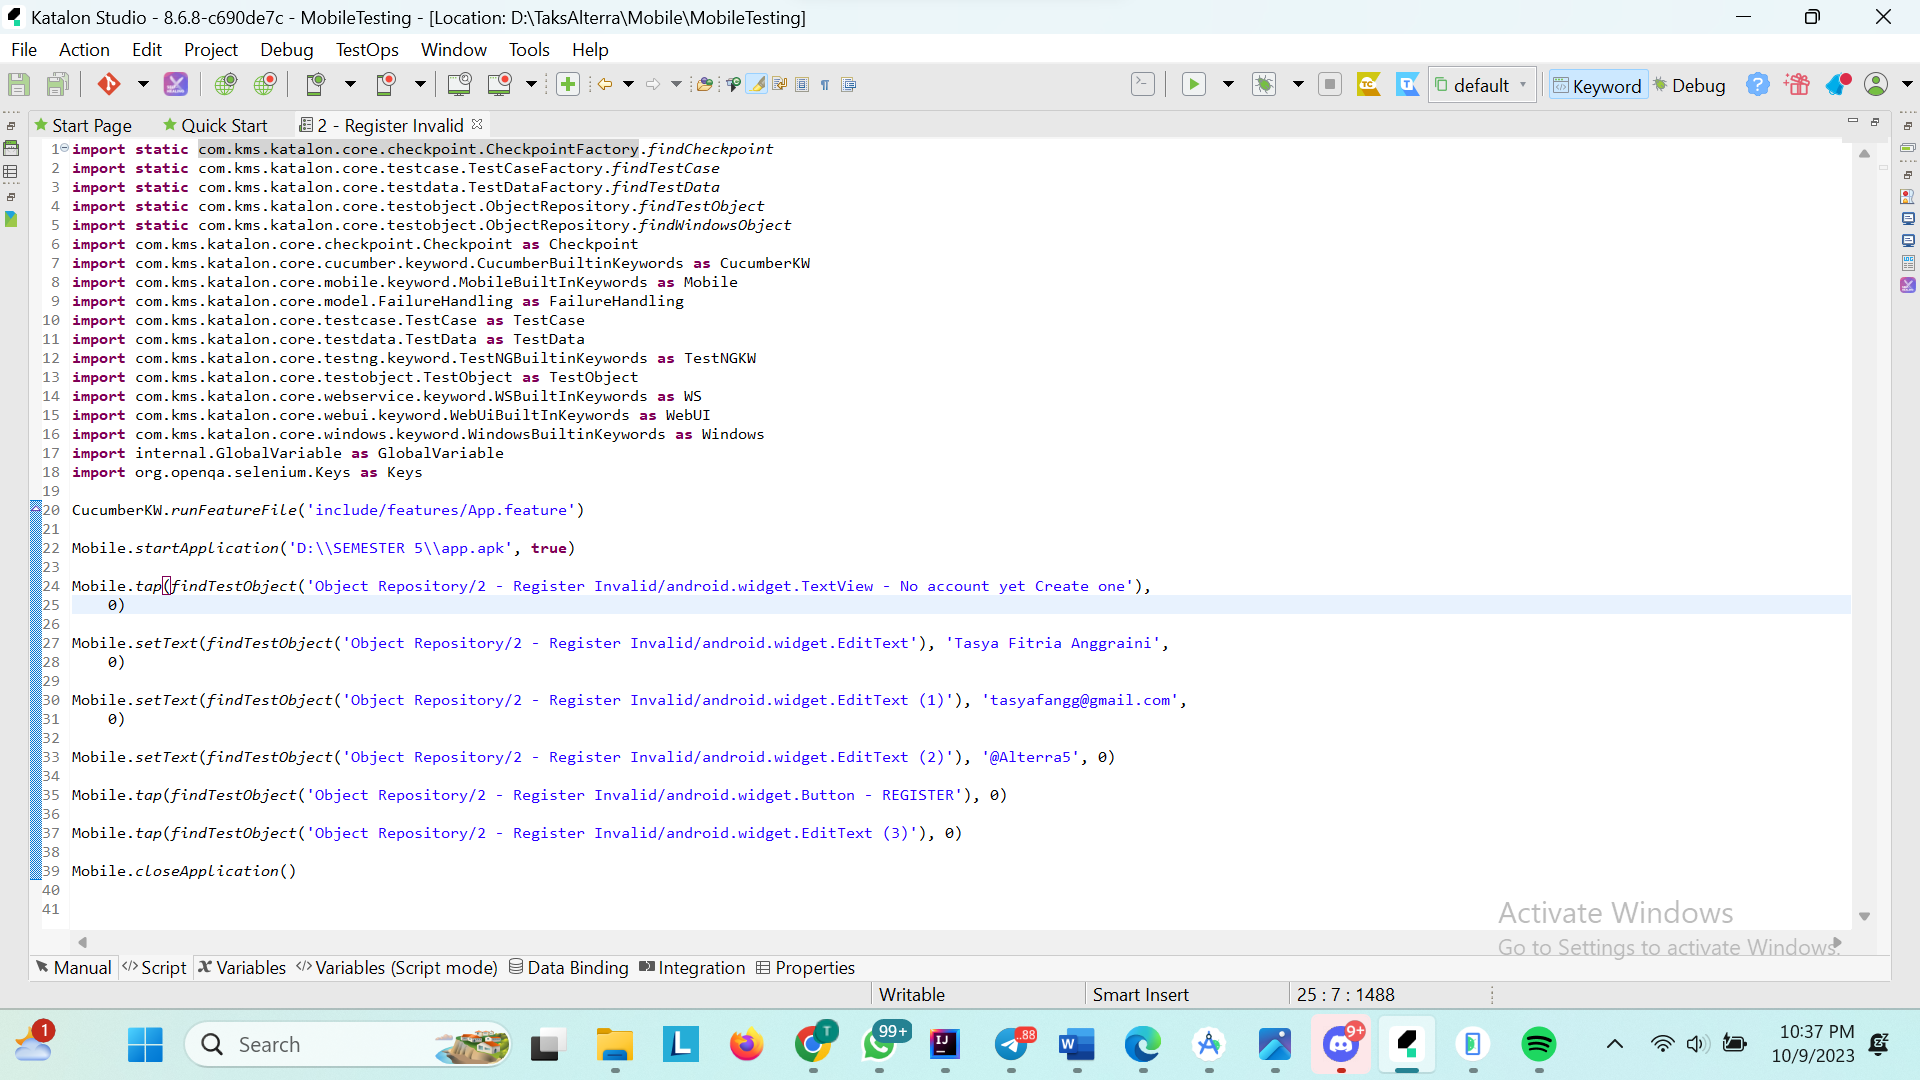 Katalon Studio - 8.6.8-c690de7c - MobileTesting - [Location: D:\TaksAlterra\Mobile\MobileTesting]
File Action Edit Project Debug TestOps Window Tools Help
default Keyword Debug
Start Page Quick Start 2 - Register Invalid
1 import static com.kms.katalon.core.checkpoint.CheckpointFactory.findCheckpoint
2 import static com.kms.katalon.core.testcase.TestCaseFactory.findTestCase
3 import static com.kms.katalon.core.testdata.TestDataFactory.findTestData
4 import static com.kms.katalon.core.testobject.ObjectRepository.findTestObject
5 import static com.kms.katalon.core.testobject.ObjectRepository.findWindowsObject
6 import com.kms.katalon.core.checkpoint.Checkpoint as Checkpoint
7 import com.kms.katalon.core.cucumber.keyword.CucumberBuiltinKeywords as CucumberKW
8 import com.kms.katalon.core.mobile.keyword.MobileBuiltInKeywords as Mobile
9 import com.kms.katalon.core.model.FailureHandling as FailureHandling
10 import com.kms.katalon.core.testcase.TestCase as TestCase
11 import com.kms.katalon.core.testdata.TestData as TestData
12 import com.kms.katalon.core.testng.keyword.TestNGBuiltinKeywords as TestNGKW
13 import com.kms.katalon.core.testobject.TestObject as TestObject
14 import com.kms.katalon.core.webservice.keyword.WSBuiltInKeywords as WS
15 import com.kms.katalon.core.webui.keyword.WebUiBuiltInKeywords as WebUI
16 import com.kms.katalon.core.windows.keyword.WindowsBuiltinKeywords as Windows
17 import internal.GlobalVariable as GlobalVariable
18 import org.openqa.selenium.Keys as Keys
19
20 CucumberKW.runFeatureFile('include/features/App.feature')
21
22 Mobile.startApplication('D:\\SEMESTER 5\\app.apk', true)
23
24 Mobile.tap(findTestObject('Object Repository/2 - Register Invalid/android.widget.TextView - No account yet Create one'),
25 0)
26
27 Mobile.setText(findTestObject('Object Repository/2 - Register Invalid/android.widget.EditText'), 'Tasya Fitria Anggraini',
28 0)
29
30 Mobile.setText(findTestObject('Object Repository/2 - Register Invalid/android.widget.EditText (1)'), 'tasyafangg@gmail.com',
31 0)
32
33 Mobile.setText(findTestObject('Object Repository/2 - Register Invalid/android.widget.EditText (2)'), '@Alterra5', 0)
34
35 Mobile.tap(findTestObject('Object Repository/2 - Register Invalid/android.widget.Button - REGISTER'), 0)
36
37 Mobile.tap(findTestObject('Object Repository/2 - Register Invalid/android.widget.EditText (3)'), 0)
38
39 Mobile.closeApplication()
40
41
Activate Windows
Go to Settings to activate Windows.
Manual Script Variables Variables (Script mode) Data Binding Integration Properties
Writable Smart Insert 25 : 7 : 1488
1 Search T 99+ 88 9+ 10:37 PM
10/9/2023